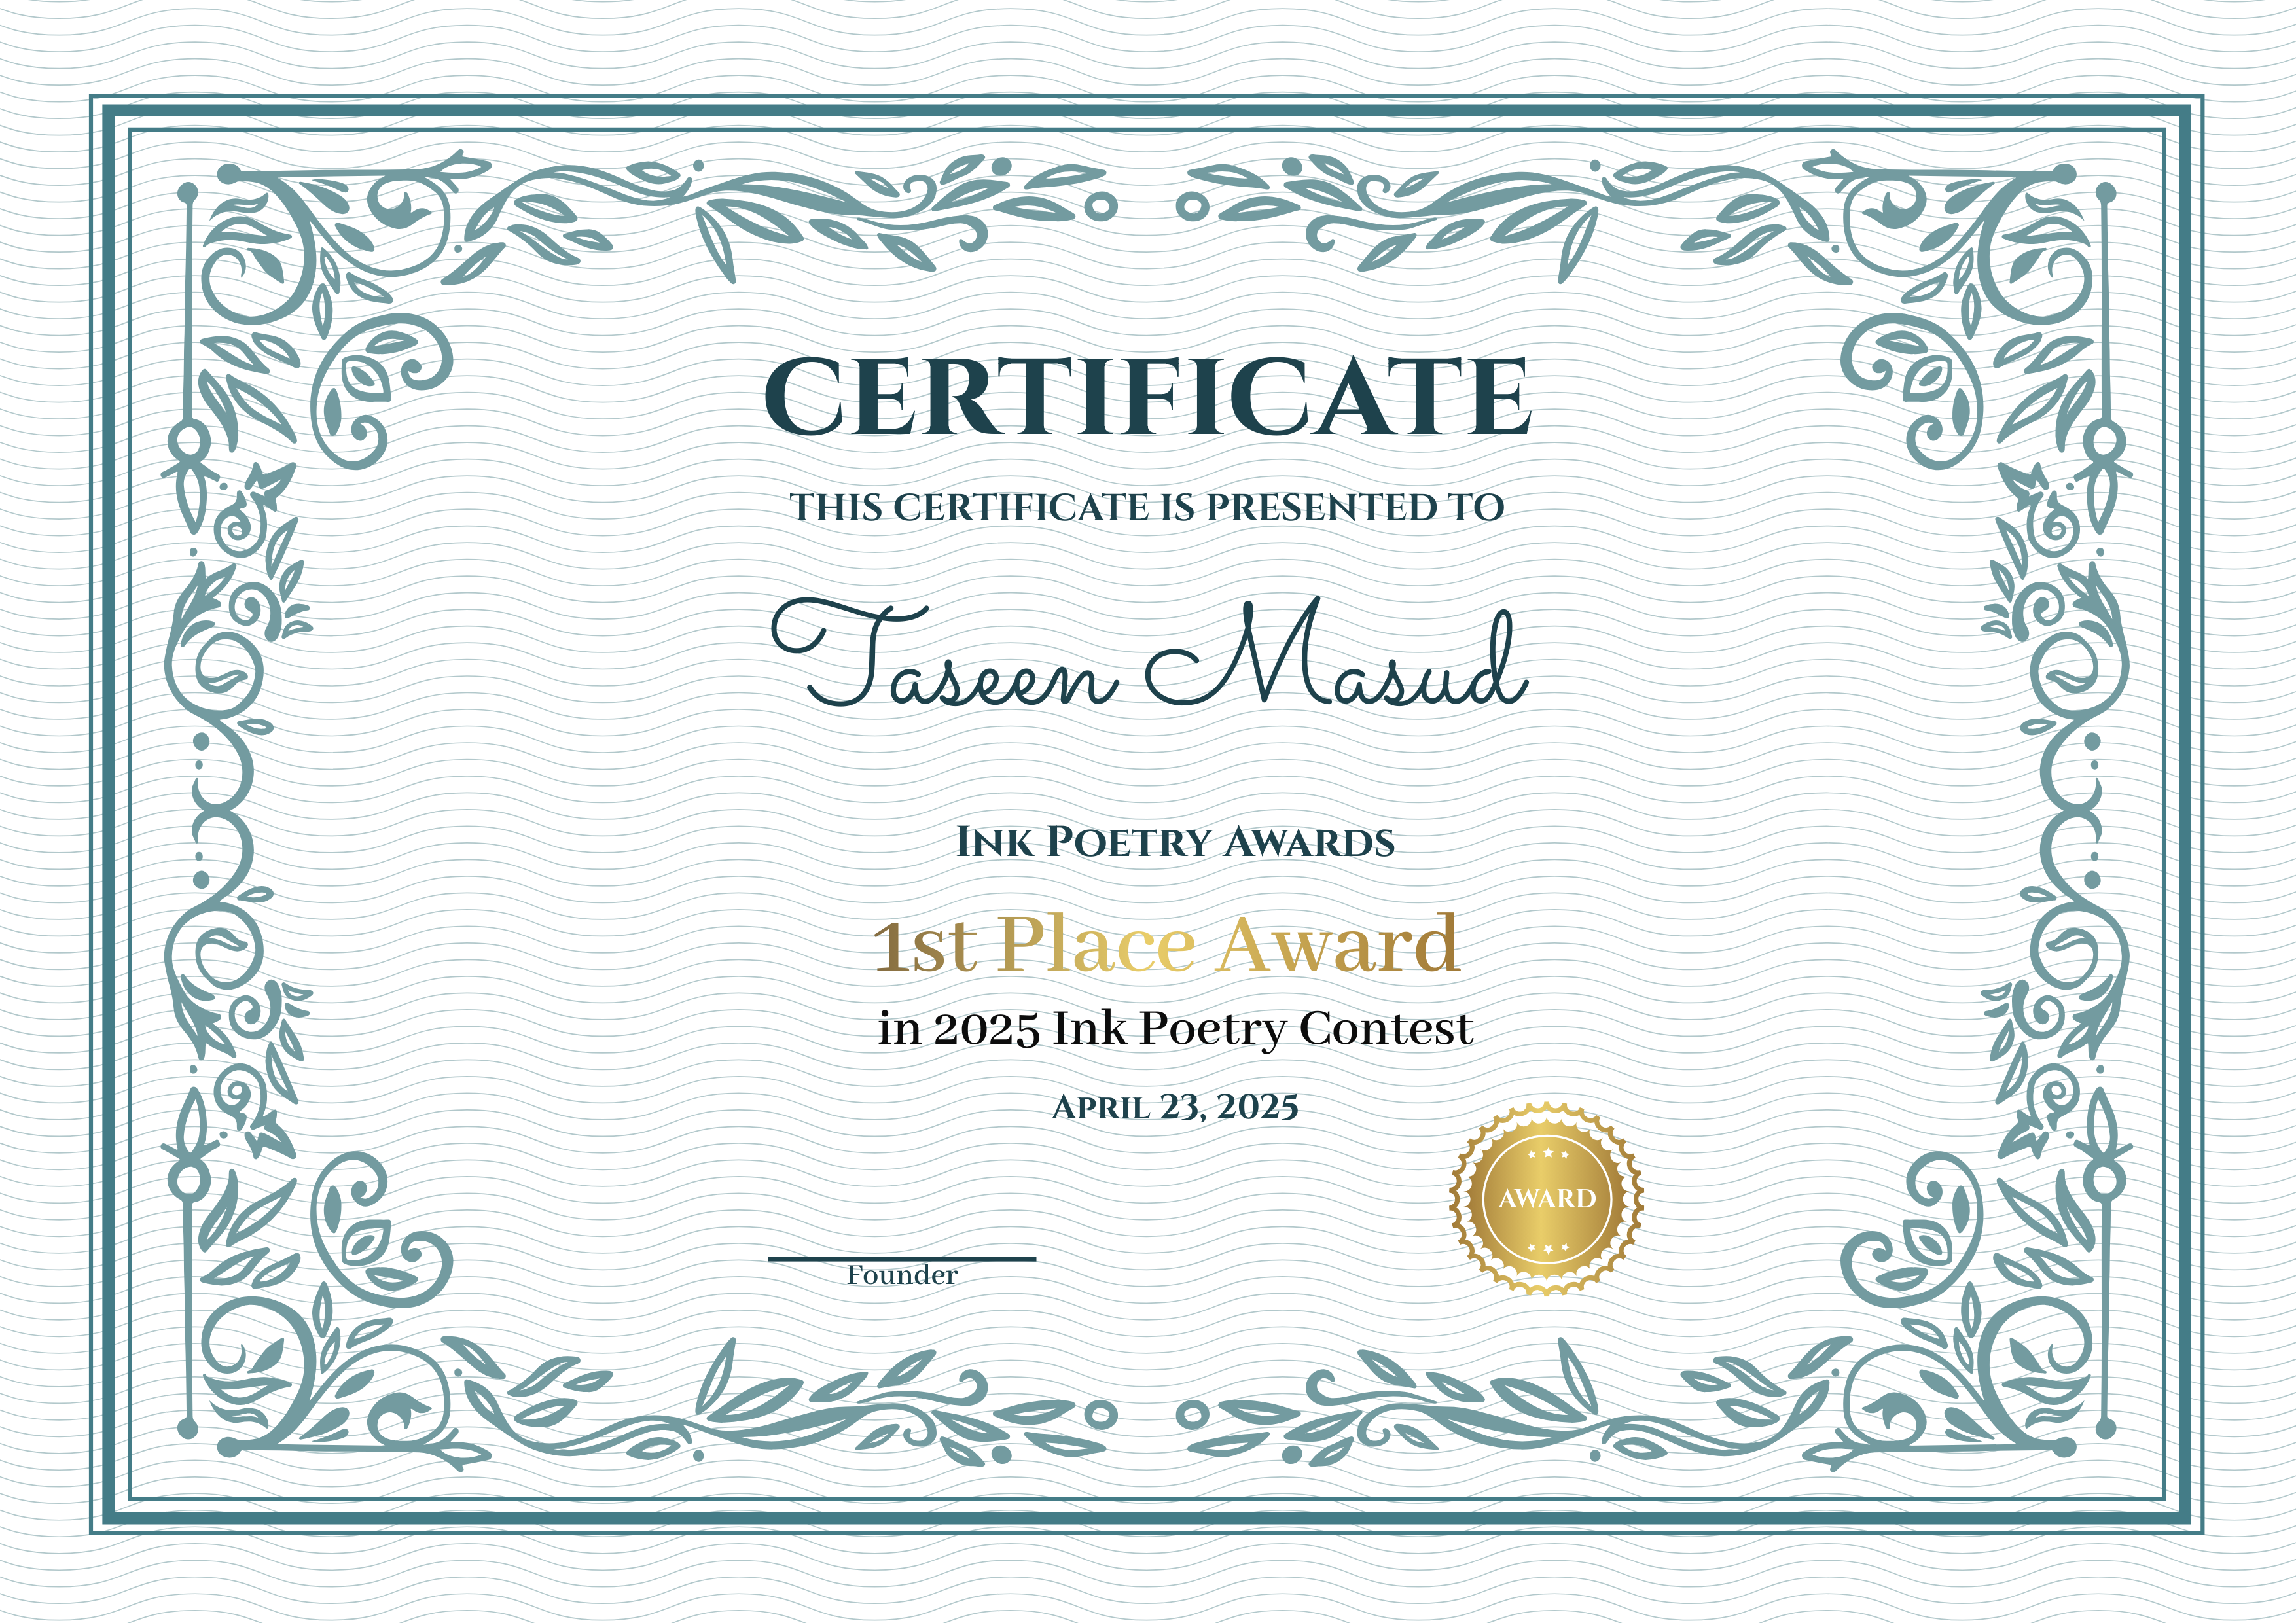 CERTIFICATE
THIS CERTIFICATE IS PRESENTED TO
Taseen Masud
Ink Poetry Awards
1st Place Award
in 2025 Ink Poetry Contest
April 23, 2025
AWARD
Founder